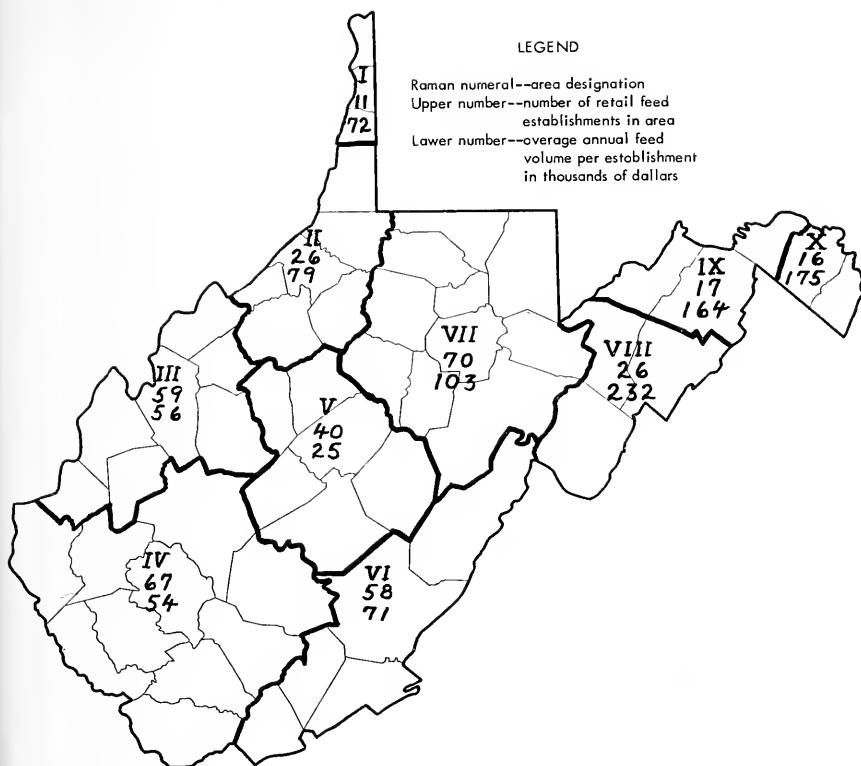 LEGEND
Raman numeral--area designation
Upper number--number of retail feed
establishments in area
Lawer number--overage annual feed
volume per estoblishment
in thousands of dallars
I
11
72
II
26
79
III
59
56
IV
67
54
V
40
25
VI
58
71
VII
70
103
VIII
26
232
IX
17
164
X
16
175